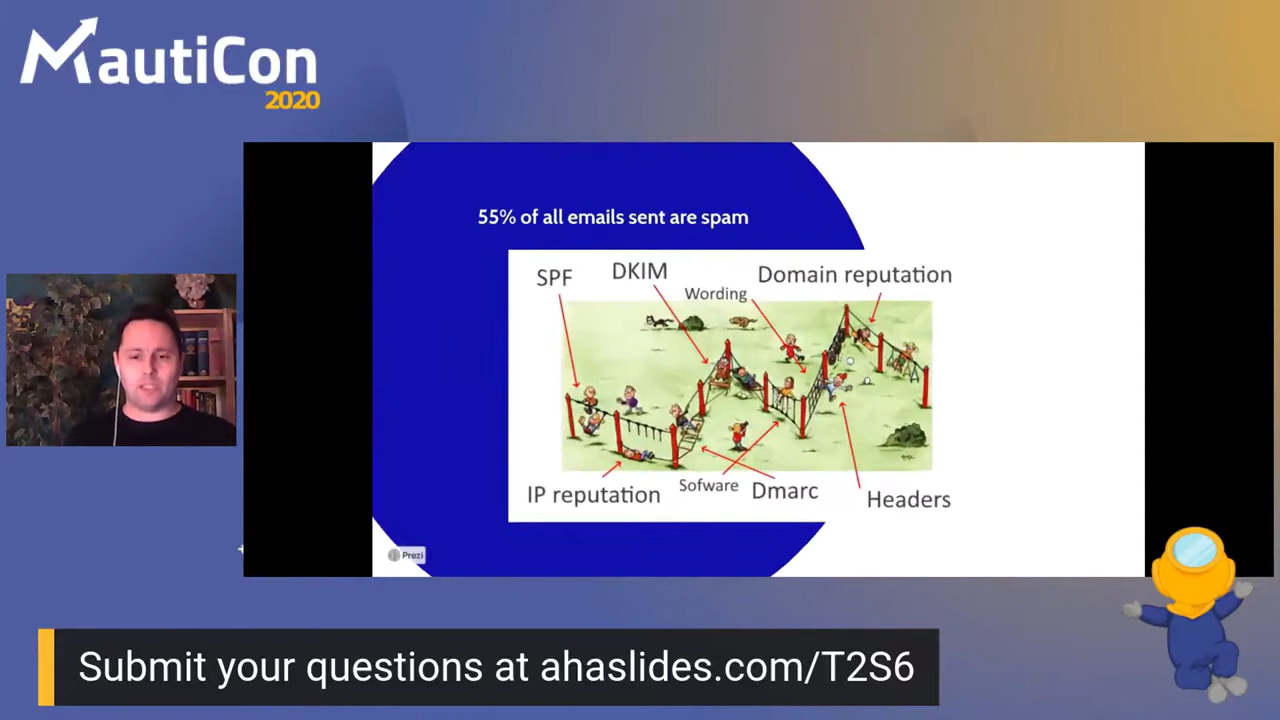 MautiCon
2020
55% of all emails sent are spam
SPF
DKIM
Wording
Domain reputation
IP reputation
Sofware
Dmarc
Headers
Prezi
Submit your questions at ahaslides.com/T2S6